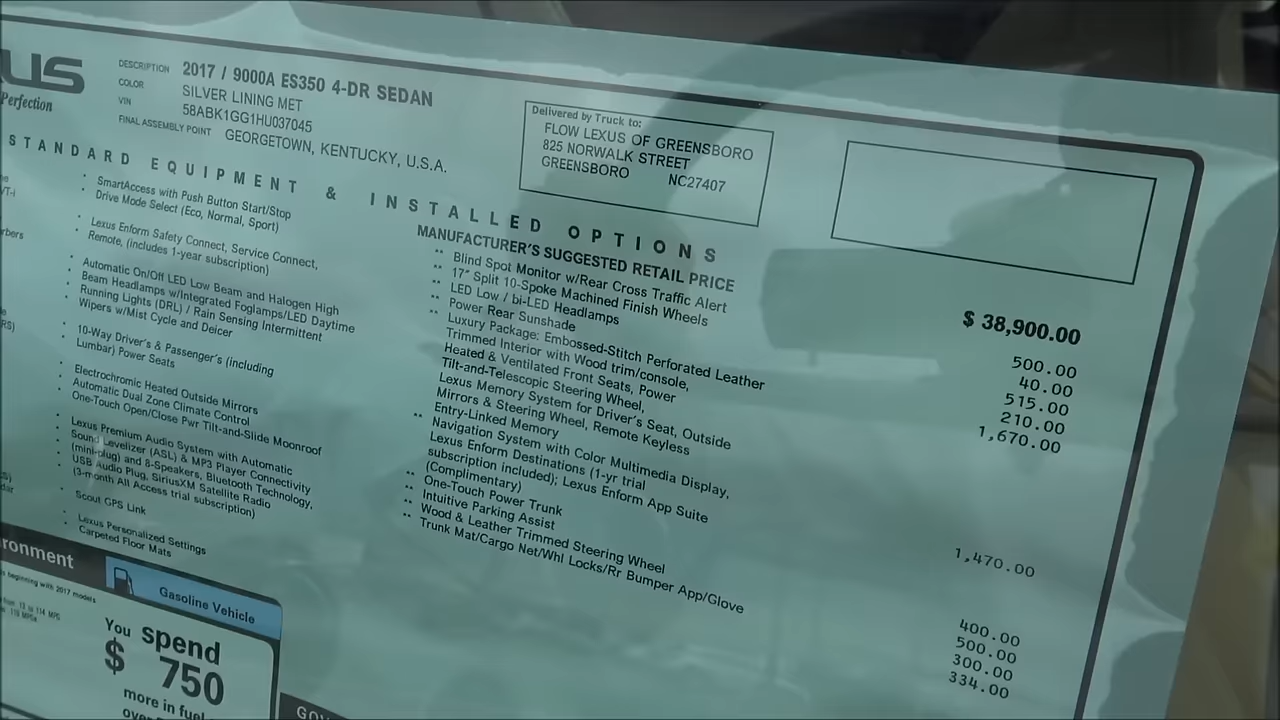 US
Perfection
DESCRIPTION 2017 / 9000A ES350 4-DR SEDAN
COLOR SILVER LINING MET
VIN 58ABK1GG1HU037045
FINAL ASSEMBLY POINT GEORGETOWN, KENTUCKY, U.S.A.
Delivered by Truck to:
FLOW LEXUS OF GREENSBORO
825 NORWALK STREET
GREENSBORO NC27407
STANDARD EQUIPMENT & INSTALLED OPTIONS
VT-i
rbers
RS)
SmartAccess with Push Button Start/Stop
Drive Mode Select (Eco, Normal, Sport)
Lexus Enform Safety Connect, Service Connect,
Remote, (includes 1-year subscription)
Automatic On/Off LED Low Beam and Halogen High
Beam Headlamps w/Integrated Foglamps/LED Daytime
Running Lights (DRL) / Rain Sensing Intermittent
Wipers w/Mist Cycle and Deicer
10-Way Driver's & Passenger's (including
Lumbar) Power Seats
Electrochromic Heated Outside Mirrors
Automatic Dual Zone Climate Control
One-Touch Open/Close Pwr Tilt-and-Slide Moonroof
Lexus Premium Audio System with Automatic
Sound Levelizer (ASL) & MP3 Player Connectivity
(mini-plug) and 8-Speakers, Bluetooth Technology,
USB Audio Plug, SiriusXM Satellite Radio
(3-month All Access trial subscription)
Scout GPS Link
Lexus Personalized Settings
Carpeted Floor Mats
MANUFACTURER'S SUGGESTED RETAIL PRICE $ 38,900.00
Blind Spot Monitor w/Rear Cross Traffic Alert 500.00
17" Split 10-Spoke Machined Finish Wheels 40.00
LED Low / bi-LED Headlamps 515.00
Power Rear Sunshade 210.00
Luxury Package: Embossed-Stitch Perforated Leather 1,670.00
Trimmed Interior with Wood trim/console,
Heated & Ventilated Front Seats, Power
Tilt-and-Telescopic Steering Wheel,
Lexus Memory System for Driver's Seat, Outside
Mirrors & Steering Wheel, Remote Keyless
Entry-Linked Memory
Navigation System with Color Multimedia Display, 1,470.00
Lexus Enform Destinations (1-yr trial
subscription included); Lexus Enform App Suite
(Complimentary)
One-Touch Power Trunk 400.00
Intuitive Parking Assist 500.00
Wood & Leather Trimmed Steering Wheel 300.00
Trunk Mat/Cargo Net/Whl Locks/Rr Bumper App/Glove 334.00
ronment
Gasoline Vehicle
s beginning with 2017 models
You spend
$ 750
more in fuel
over
GOV